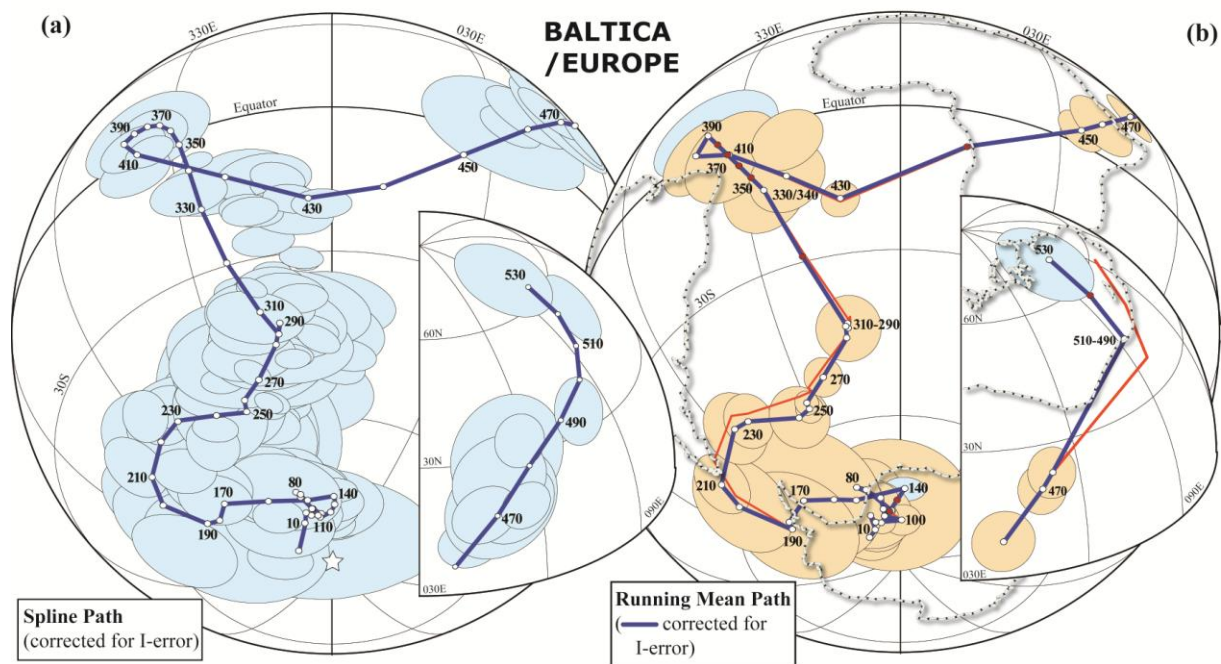 (a)
BALTICA
/EUROPE
(b)
330E
030E
Equator
390
370
350
410
330
430
450
470
310
290
30S
270
250
230
210
190
170
80
140
10
110
530
60N
510
490
30N
470
090E
030E
Spline Path
(corrected for I-error)
330E
030E
Equator
390
410
370
350
330/340
430
450
470
30S
310-290
270
250
230
210
190
170
80
140
10
100
530
60N
510-490
30N
470
090E
030E
Running Mean Path
( corrected for
I-error)